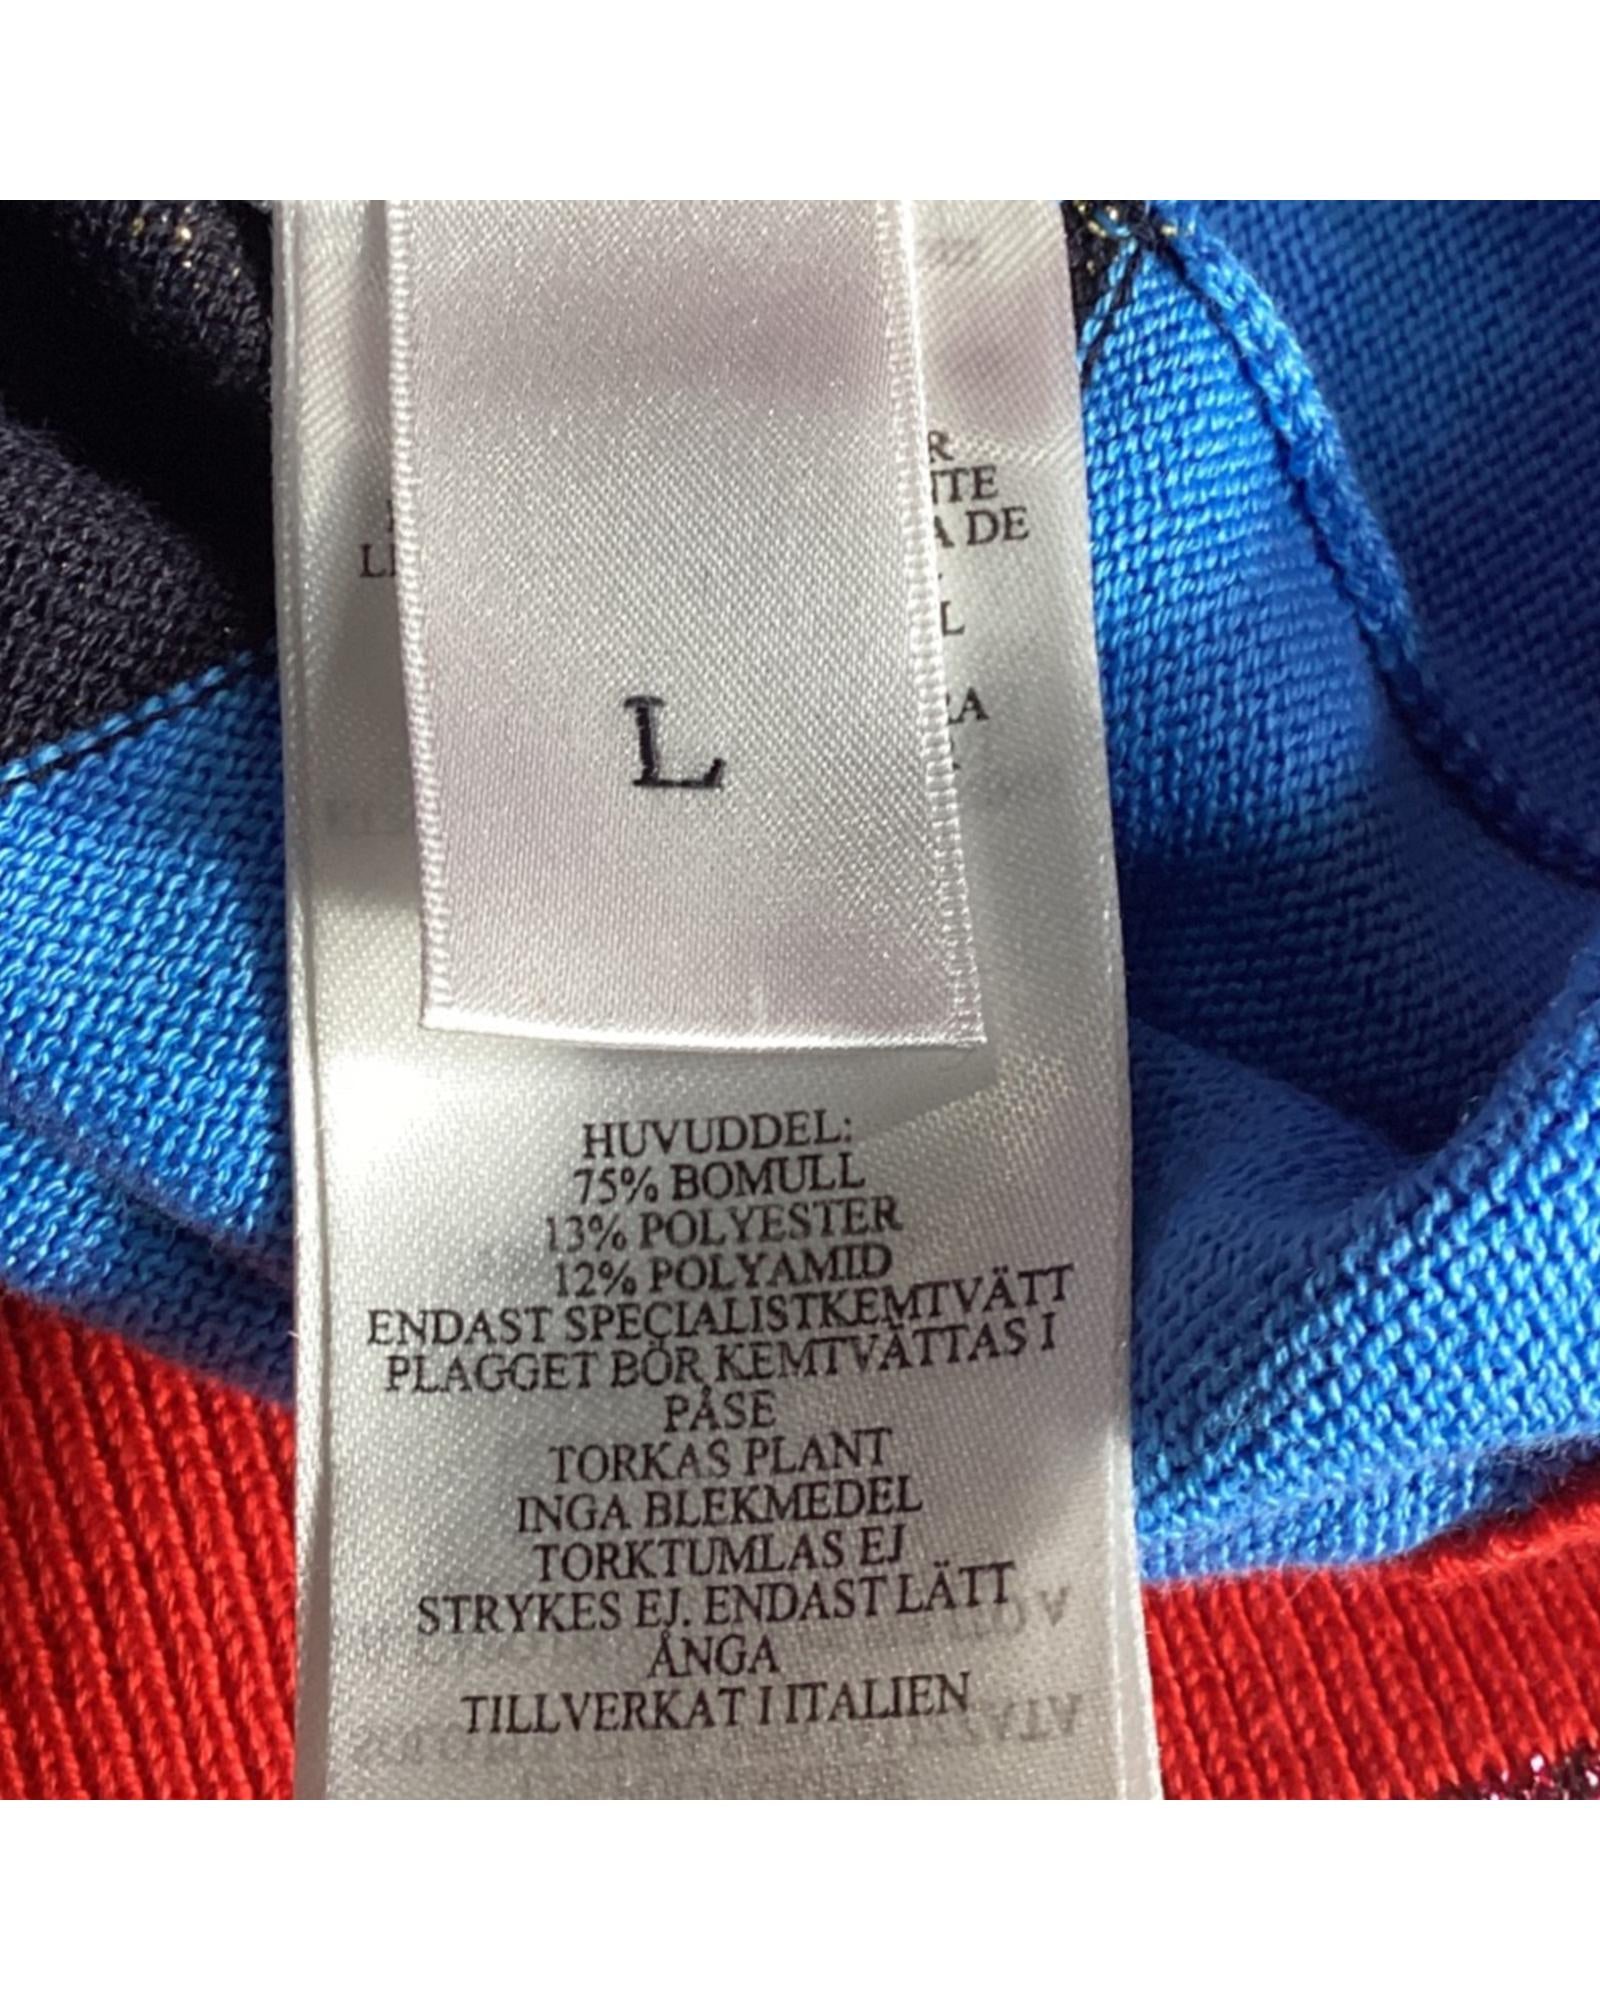 DE
L
HUVUDDEL:
75% BOMULL
13% POLYESTER
12% POLYAMID
ENDAST SPECIALISTKEMTVÄTT
PLAGGET BÖR KEMTVÄTTAS I
PÅSE
TORKAS PLANT
INGA BLEKMEDEL
TORKTUMLAS EJ
STRYKES EJ. ENDAST LÄTT
ÅNGA
TILLVERKAT I ITALIEN